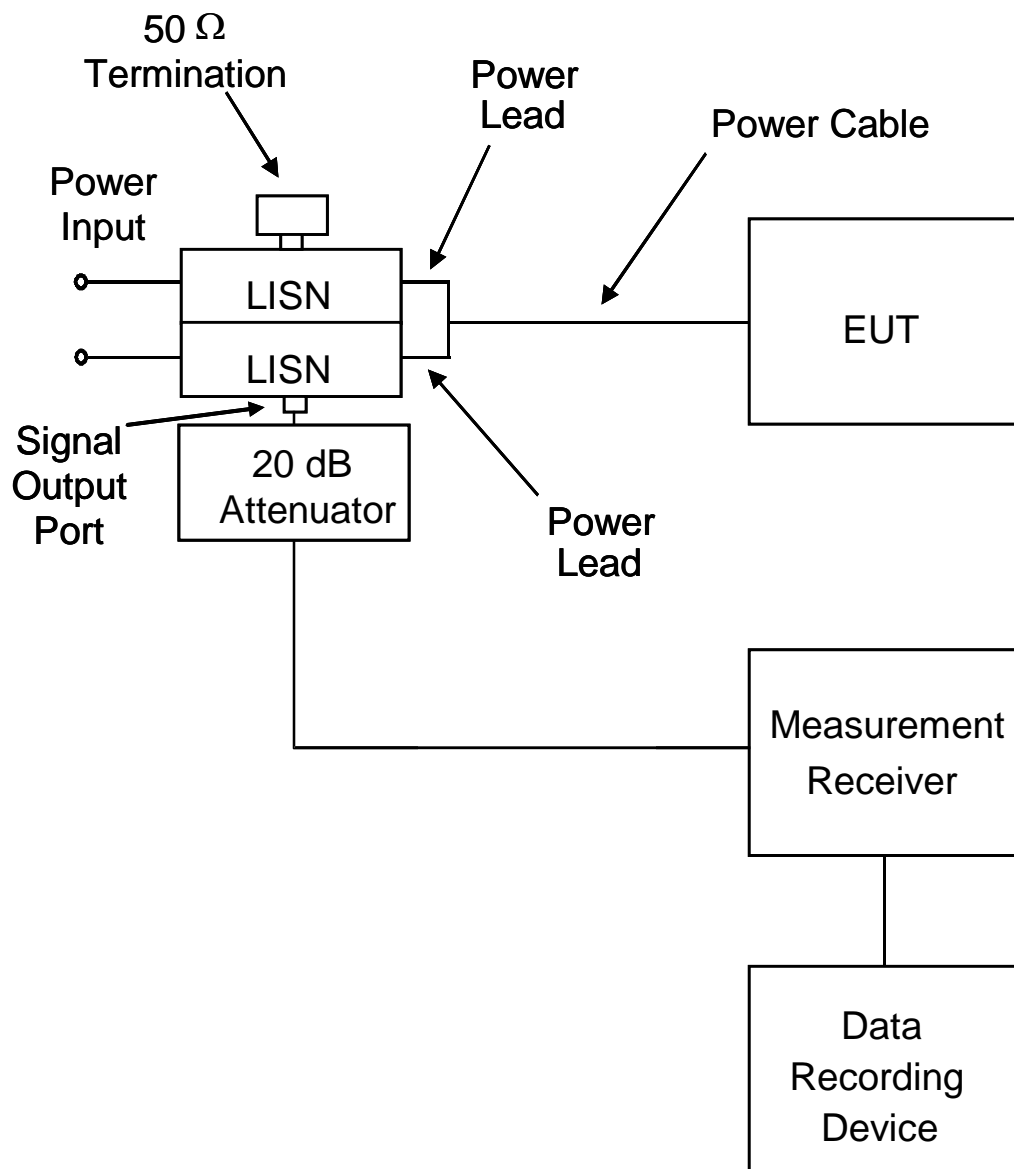 50 Ω
Termination
Power
Lead
Power Cable
Power
Input
LISN
EUT
LISN
Signal
Output
Port
20 dB
Attenuator
Power
Lead
Measurement
Receiver
Data
Recording
Device